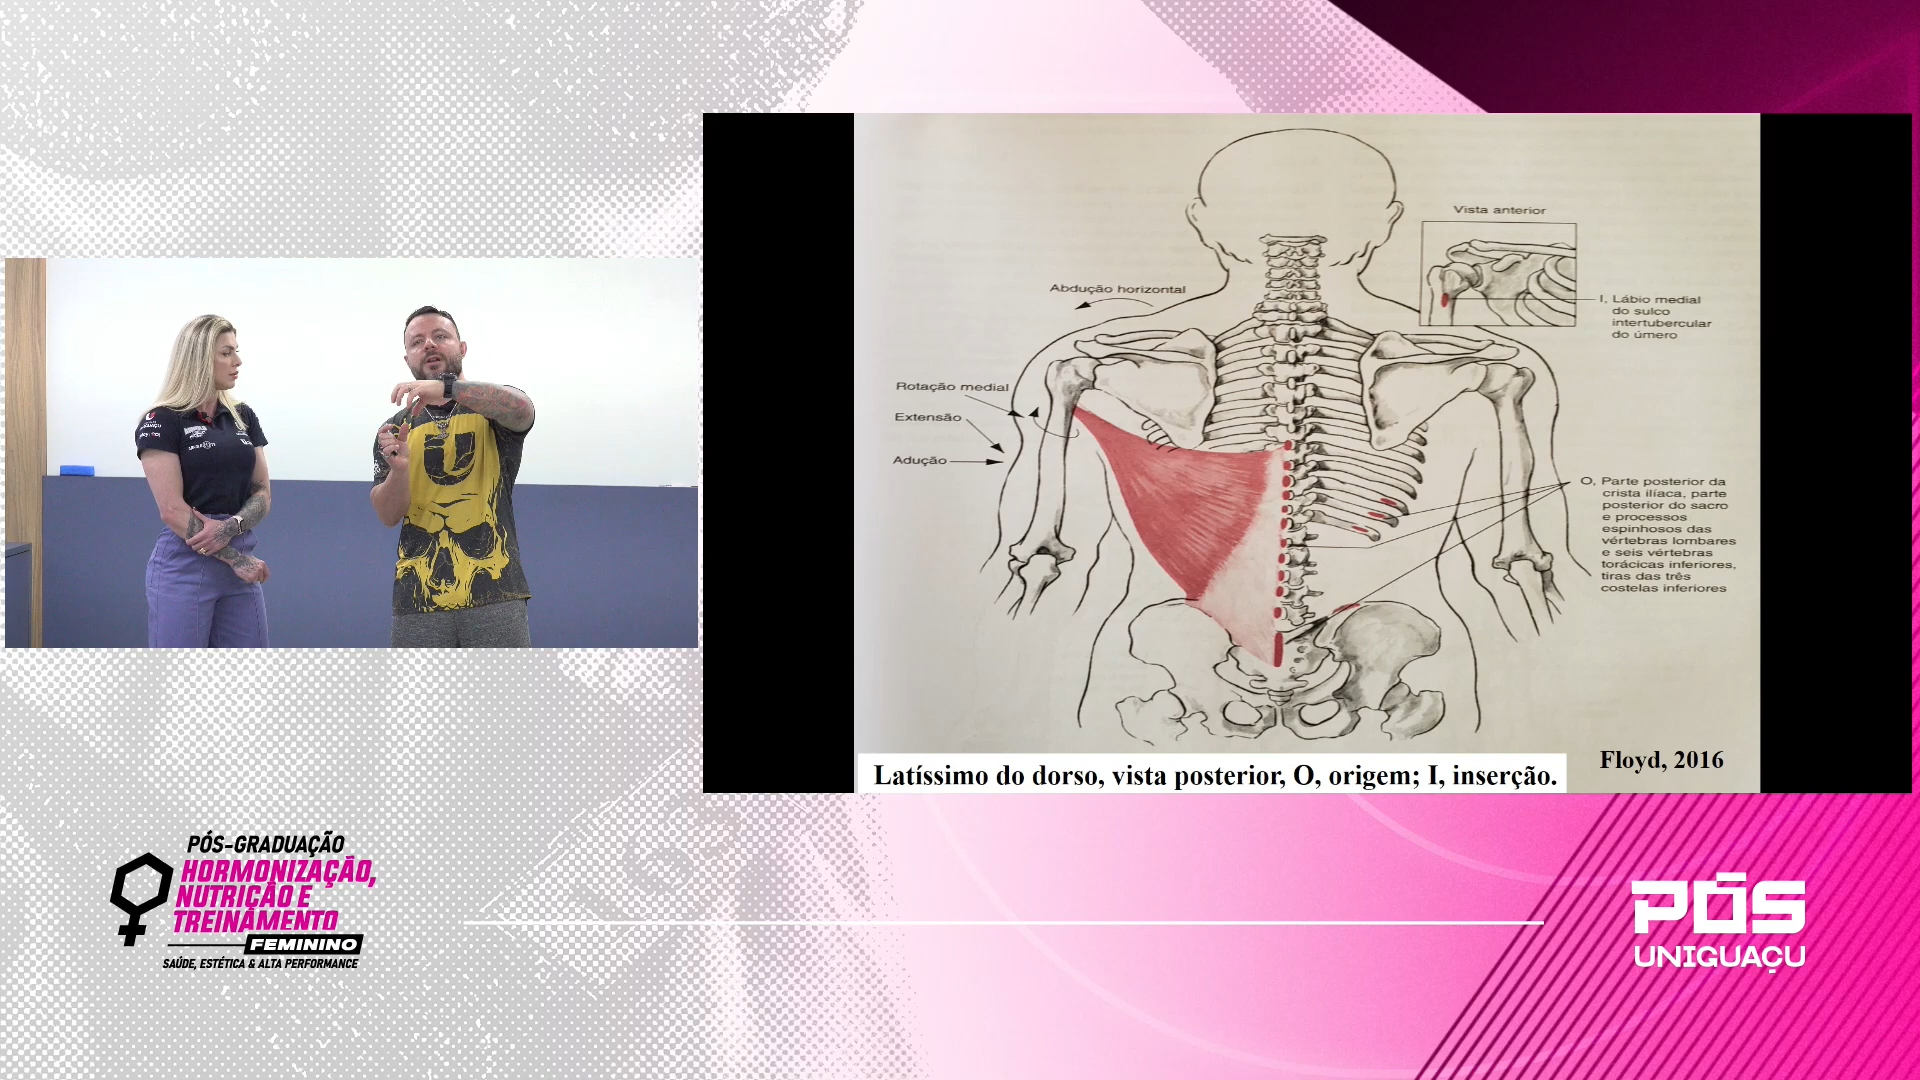 Vista anterior
Abdução horizontal
I, Lábio medial
do sulco
intertubercular
do úmero
Rotação medial
Extensão
Adução
O, Parte posterior da
crista ilíaca, parte
posterior do sacro
e processos
espinhosos das
vértebras lombares
e seis vértebras
torácicas inferiores,
tiras das três
costelas inferiores
Latíssimo do dorso, vista posterior, O, origem; I, inserção.
Floyd, 2016
PÓS-GRADUAÇÃO
HORMONIZAÇÃO,
NUTRIÇÃO E
TREINAMENTO
FEMININO
SAÚDE, ESTÉTICA & ALTA PERFORMANCE
PÓS
UNIGUAÇU